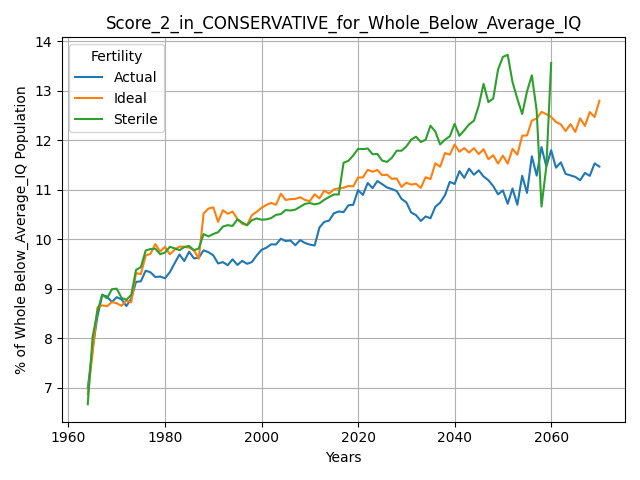 Score_2_in_CONSERVATIVE_for_Whole_Below_Average_IQ
% of Whole Below_Average_IQ Population
14
13
12
11
10
9
8
7
Fertility
Actual
Ideal
Sterile
1960
1980
2000
2020
2040
2060
Years